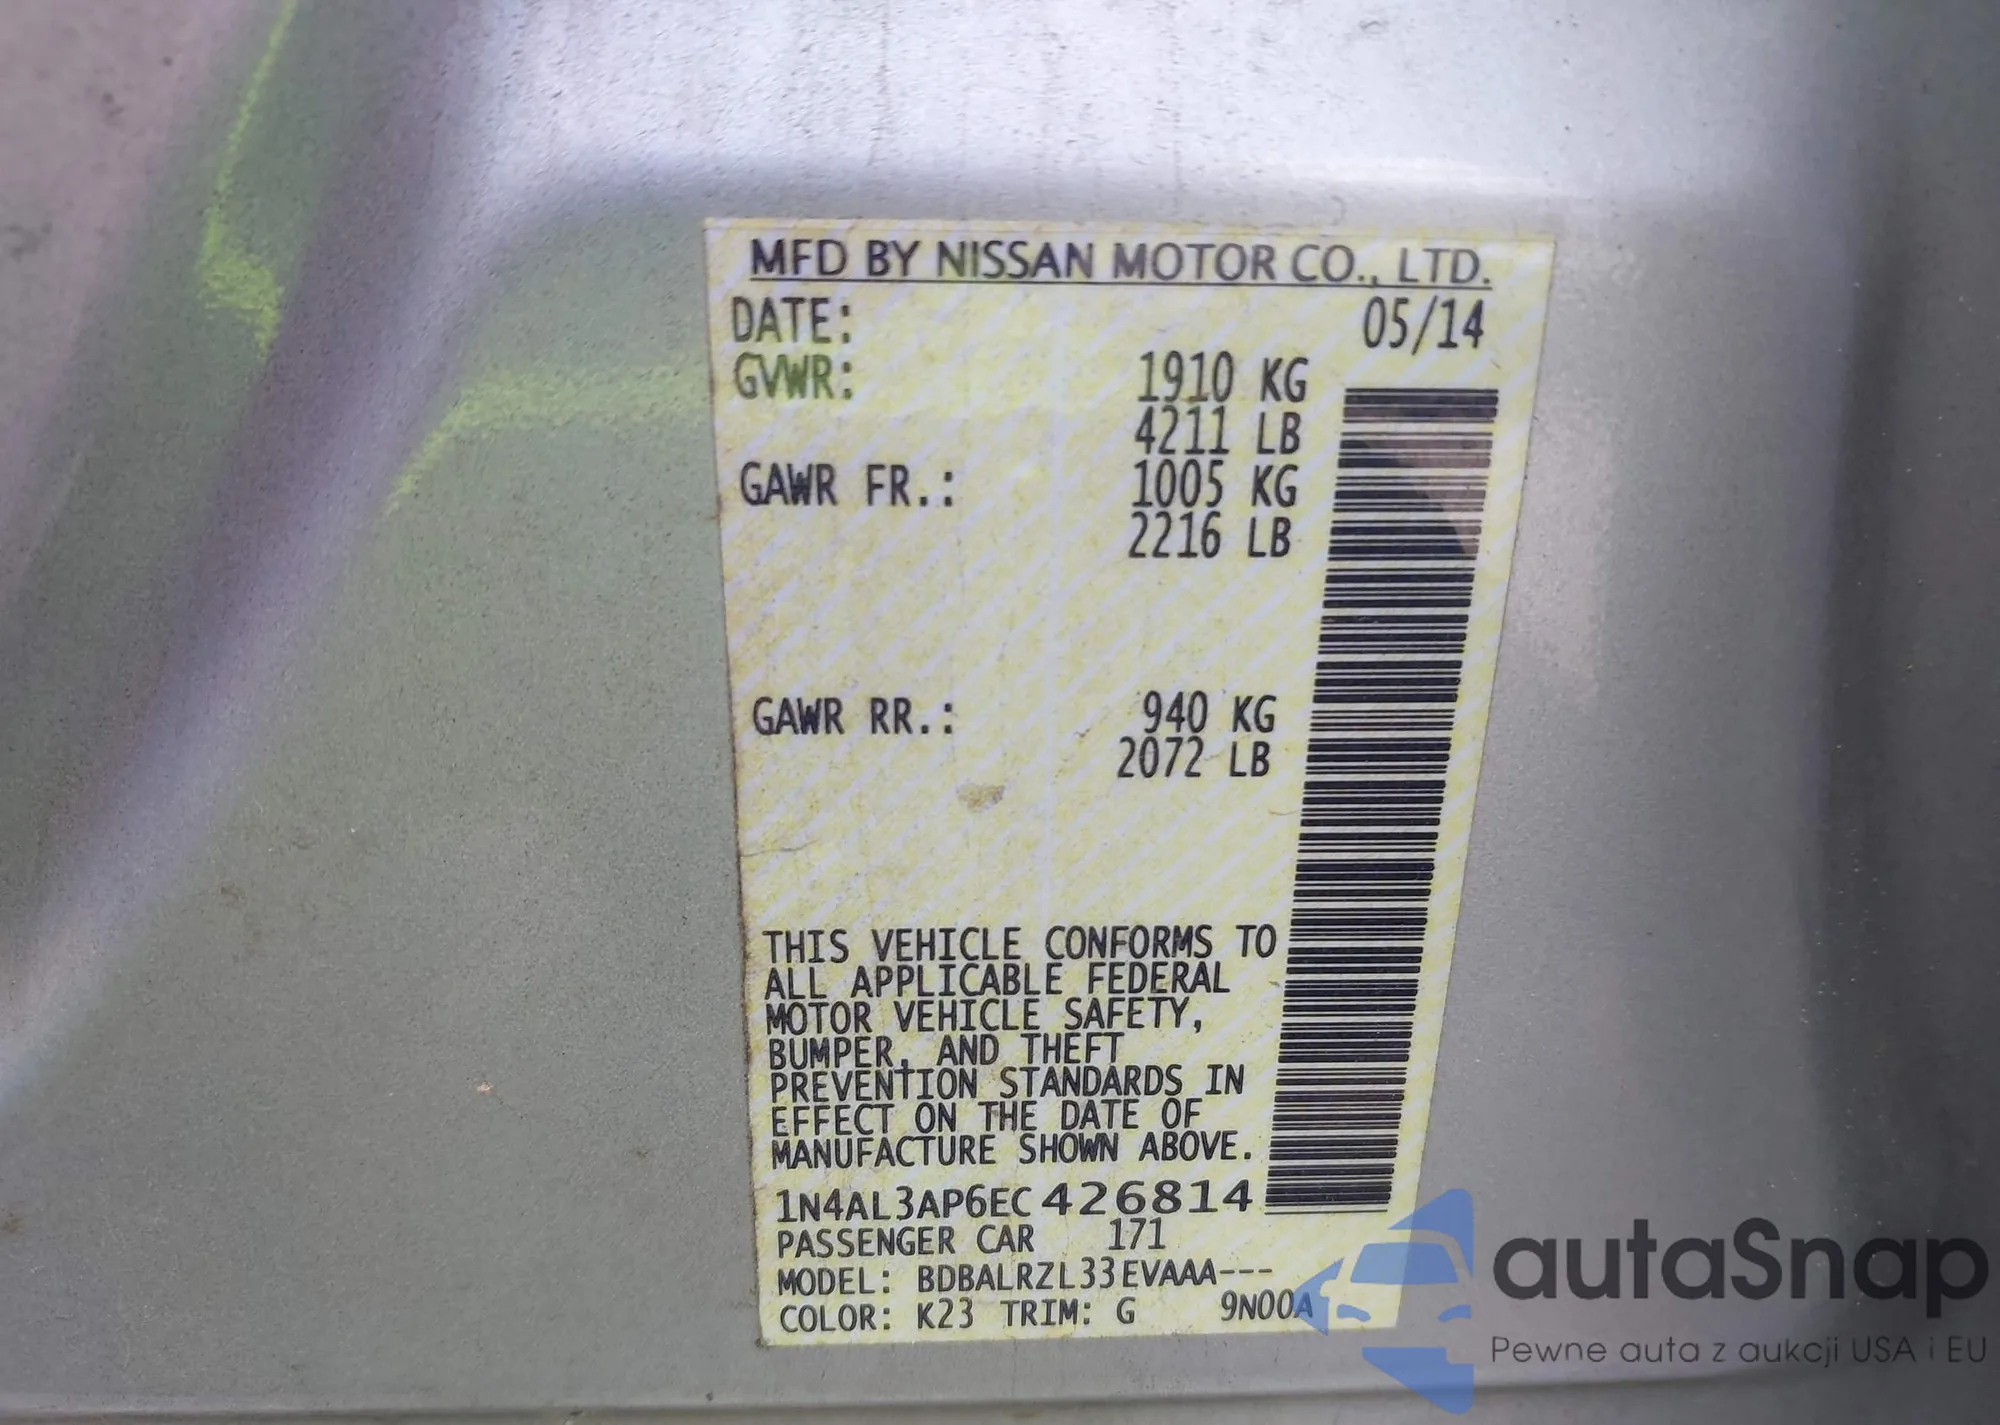 MFD BY NISSAN MOTOR CO., LTD.
DATE: 05/14
GVWR: 1910 KG
4211 LB
GAWR FR.: 1005 KG
2216 LB
GAWR RR.: 940 KG
2072 LB
THIS VEHICLE CONFORMS TO
ALL APPLICABLE FEDERAL
MOTOR VEHICLE SAFETY,
BUMPER, AND THEFT
PREVENTION STANDARDS IN
EFFECT ON THE DATE OF
MANUFACTURE SHOWN ABOVE.
1N4AL3AP6EC426814
PASSENGER CAR 171
MODEL: BDBALRZL33EVAAA---
COLOR: K23 TRIM: G 9N00A
autaSnap
Pewne auta z aukcji USA i EU